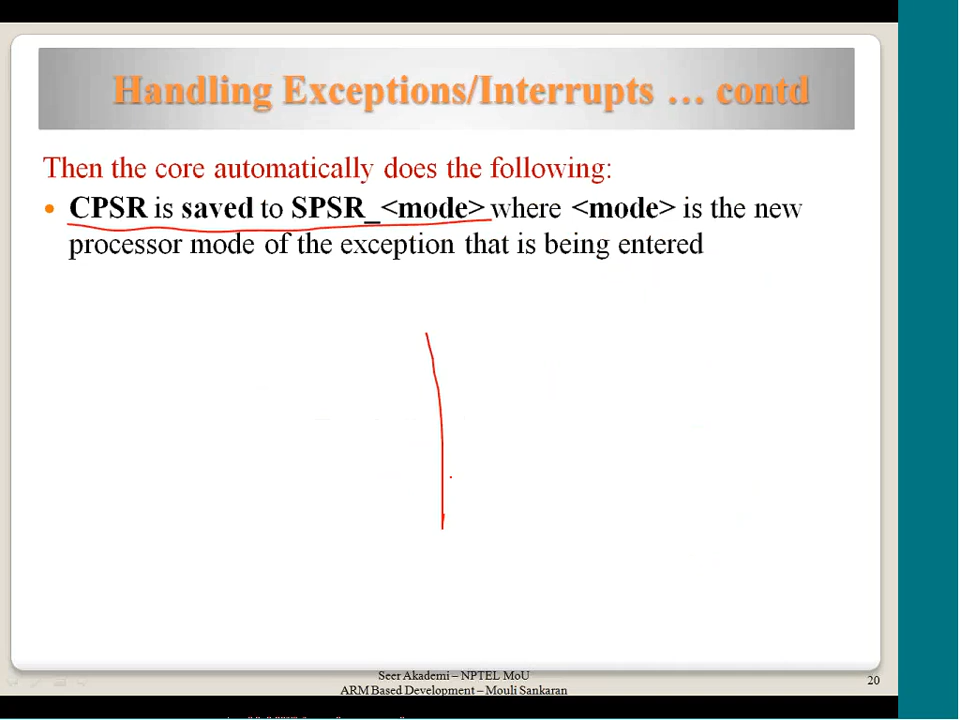 Handling Exceptions/Interrupts … contd
Then the core automatically does the following:
• CPSR is saved to SPSR_<mode> where <mode> is the new
processor mode of the exception that is being entered
Seer Akademi – NPTEL MoU
ARM Based Development – Mouli Sankaran
20